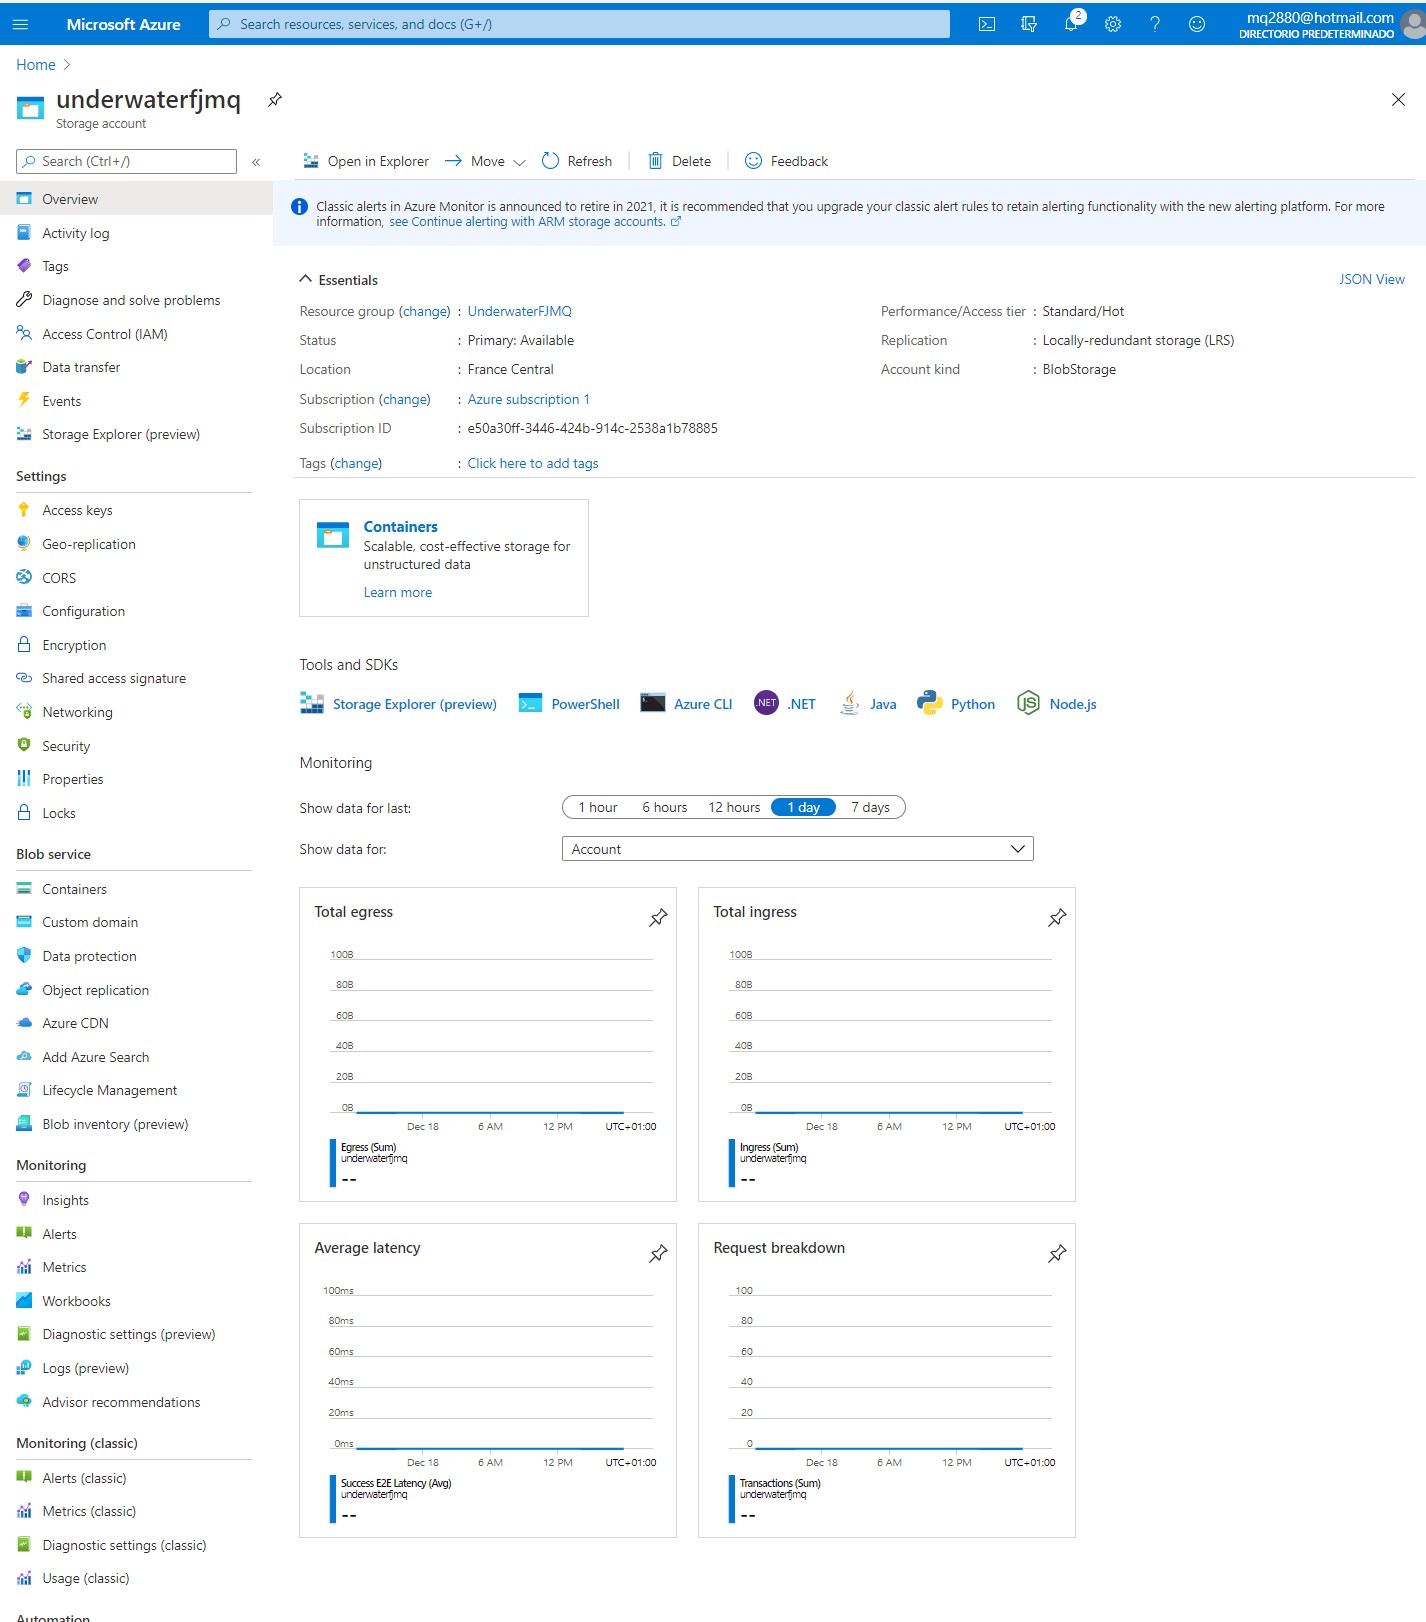 Microsoft Azure
Search resources, services, and docs (G+/)
2
mq2880@hotmail.com
DIRECTORIO PREDETERMINADO
Home
underwaterfjmq
Storage account
Search (Ctrl+/)
«
Overview
Activity log
Tags
Diagnose and solve problems
Access Control (IAM)
Data transfer
Events
Storage Explorer (preview)
Settings
Access keys
Geo-replication
CORS
Configuration
Encryption
Shared access signature
Networking
Security
Properties
Locks
Blob service
Containers
Custom domain
Data protection
Object replication
Azure CDN
Add Azure Search
Lifecycle Management
Blob inventory (preview)
Monitoring
Insights
Alerts
Metrics
Workbooks
Diagnostic settings (preview)
Logs (preview)
Advisor recommendations
Monitoring (classic)
Alerts (classic)
Metrics (classic)
Diagnostic settings (classic)
Usage (classic)
Automation
Open in Explorer Move Refresh Delete Feedback
Classic alerts in Azure Monitor is announced to retire in 2021, it is recommended that you upgrade your classic alert rules to retain alerting functionality with the new alerting platform. For more
information, see Continue alerting with ARM storage accounts.
Essentials
JSON View
Resource group (change) : UnderwaterFJMQ
Status : Primary: Available
Location : France Central
Subscription (change) : Azure subscription 1
Subscription ID : e50a30ff-3446-424b-914c-2538a1b78885
Tags (change) : Click here to add tags
Performance/Access tier : Standard/Hot
Replication : Locally-redundant storage (LRS)
Account kind : BlobStorage
Containers
Scalable, cost-effective storage for
unstructured data
Learn more
Tools and SDKs
Storage Explorer (preview) PowerShell Azure CLI .NET .NET Java Python JS Node.js
Monitoring
Show data for last: 1 hour 6 hours 12 hours 1 day 7 days
Show data for: Account
Total egress
100B
80B
60B
40B
20B
0B
Dec 18 6 AM 12 PM UTC+01:00
Egress (Sum)
underwaterfjmq
--
Total ingress
100B
80B
60B
40B
20B
0B
Dec 18 6 AM 12 PM UTC+01:00
Ingress (Sum)
underwaterfjmq
--
Average latency
100ms
80ms
60ms
40ms
20ms
0ms
Dec 18 6 AM 12 PM UTC+01:00
Success E2E Latency (Avg)
underwaterfjmq
--
Request breakdown
100
80
60
40
20
0
Dec 18 6 AM 12 PM UTC+01:00
Transactions (Sum)
underwaterfjmq
--